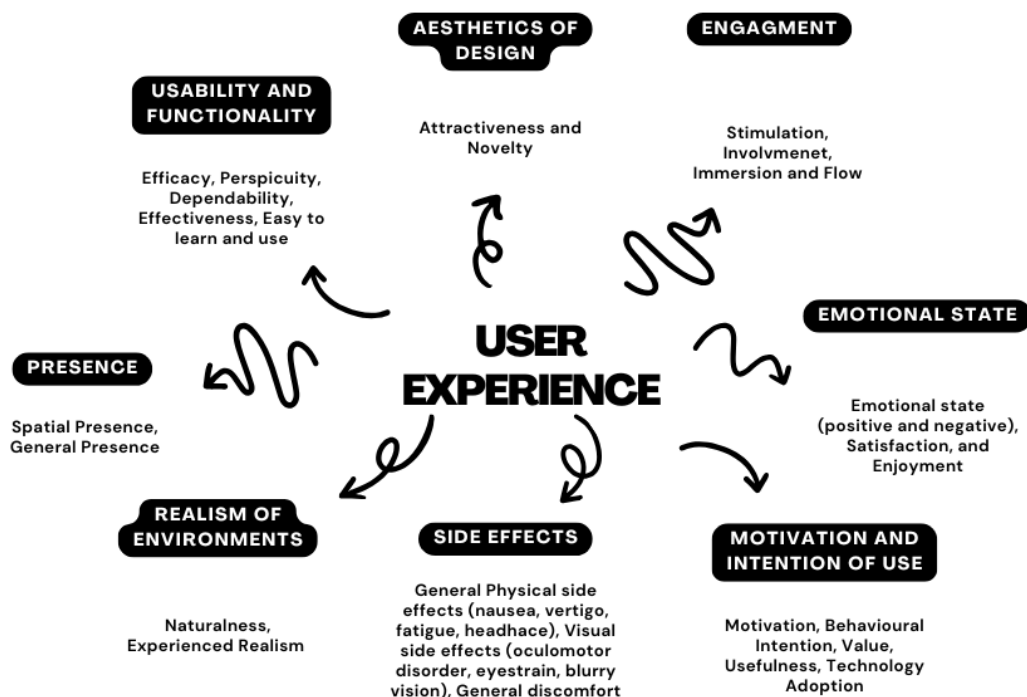 AESTHETICS OF
DESIGN
Attractiveness and
Novelty
ENGAGMENT
Stimulation,
Involvmenet,
Immersion and Flow
USABILITY AND
FUNCTIONALITY
Efficacy, Perspicuity,
Dependability,
Effectiveness, Easy to
learn and use
USER
EXPERIENCE
EMOTIONAL STATE
Emotional state
(positive and negative),
Satisfaction, and
Enjoyment
PRESENCE
Spatial Presence,
General Presence
REALISM OF
ENVIRONMENTS
Naturalness,
Experienced Realism
SIDE EFFECTS
General Physical side
effects (nausea, vertigo,
fatigue, headhace), Visual
side effects (oculomotor
disorder, eyestrain, blurry
vision), General discomfort
MOTIVATION AND
INTENTION OF USE
Motivation, Behavioural
Intention, Value,
Usefulness, Technology
Adoption